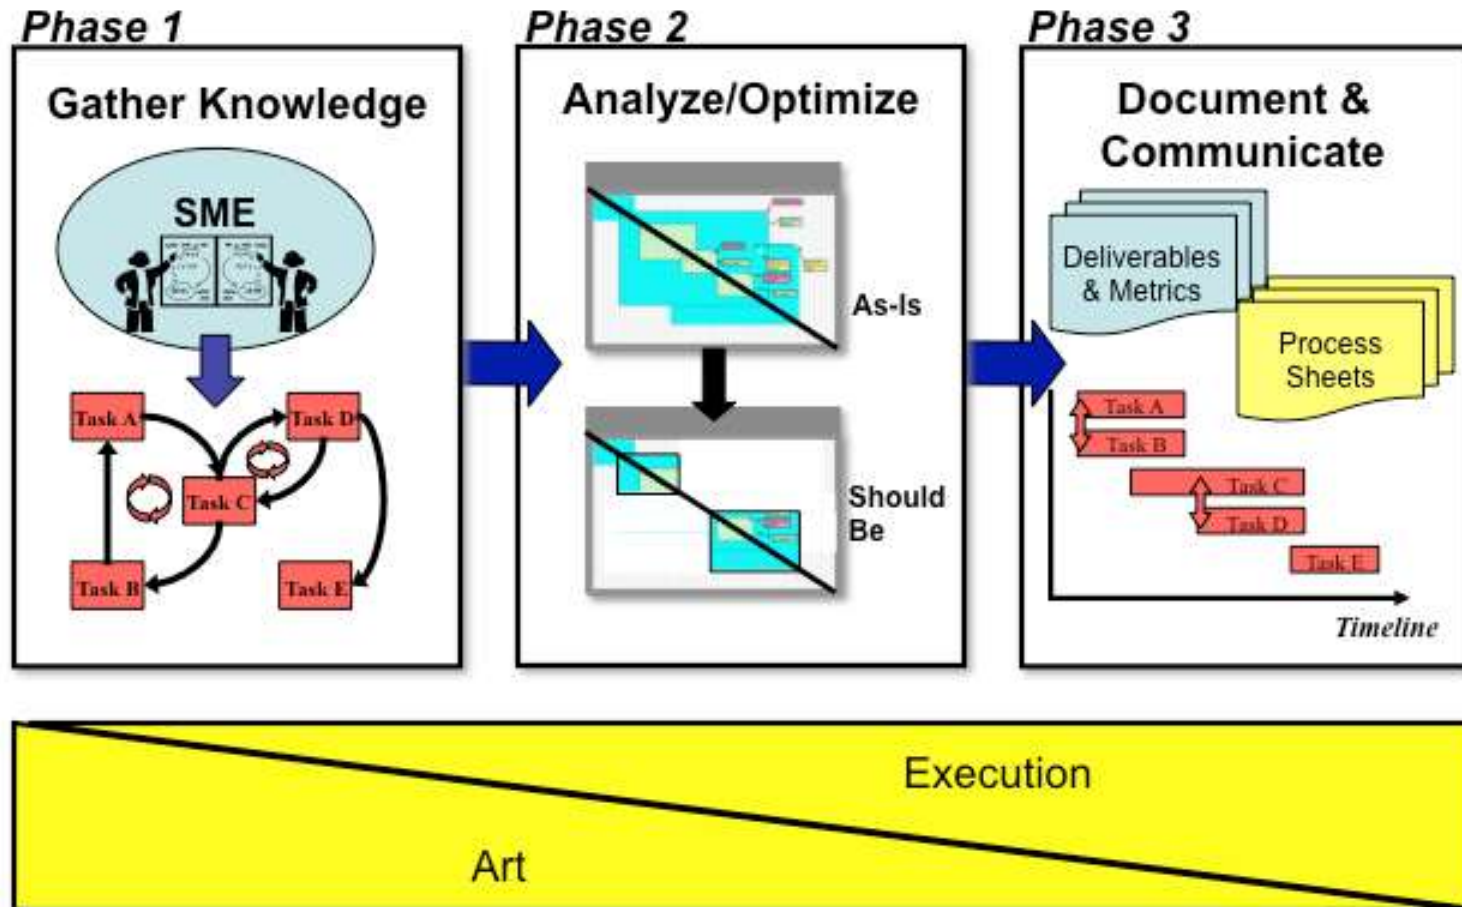 Phase 1
Phase 2
Phase 3
Gather Knowledge
SME
Task A
Task D
Task C
Task B
Task E
Analyze/Optimize
As-Is
Should
Be
Document &
Communicate
Deliverables
& Metrics
Process
Sheets
Task A
Task B
Task C
Task D
Task E
Timeline
Execution
Art